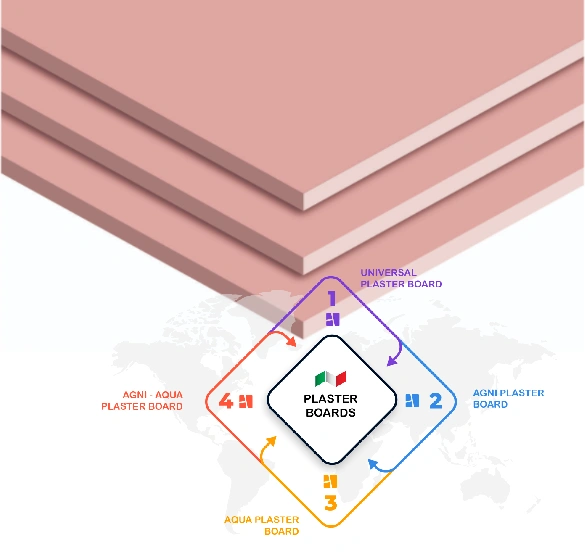 UNIVERSAL
PLASTER BOARD
1
PLASTER
BOARDS
AGNI - AQUA
PLASTER BOARD
4
2
AGNI PLASTER
BOARD
3
AQUA PLASTER
BOARD